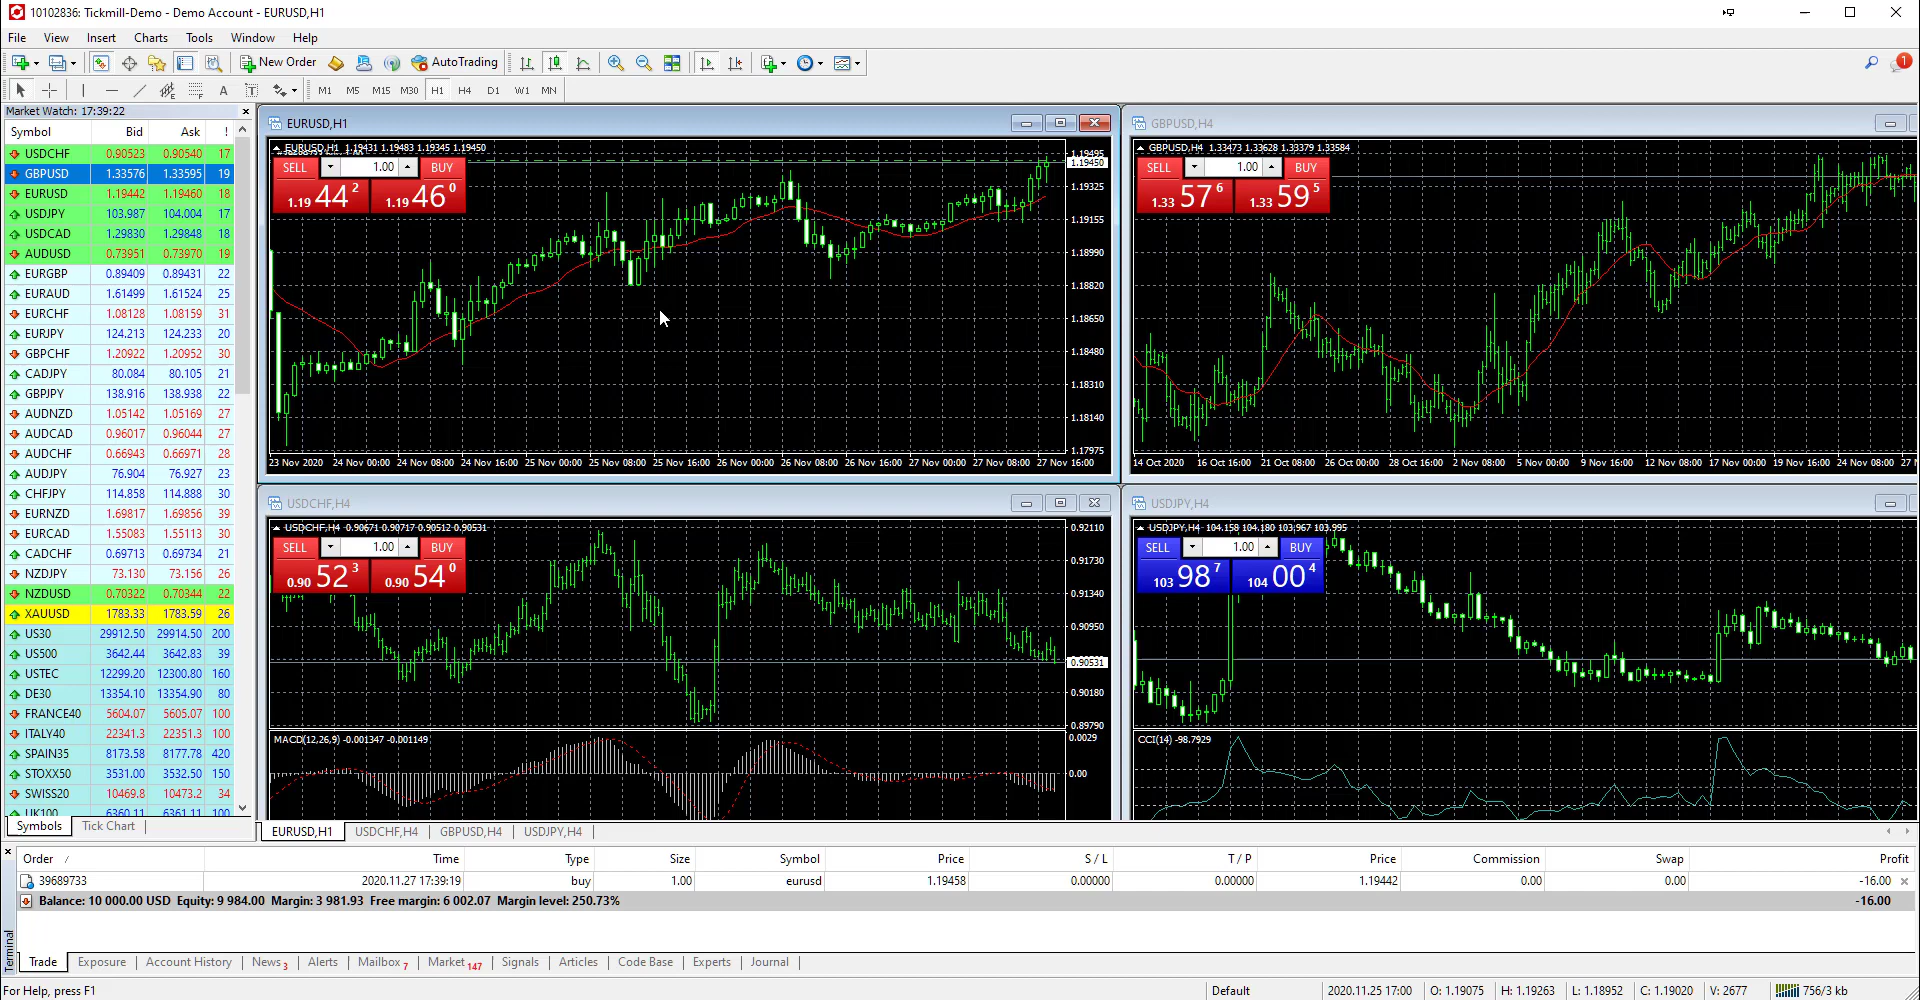 10102836: Tickmill-Demo - Demo Account - EURUSD,H1
File View Insert Charts Tools Window Help
New Order AutoTrading 1
A T M1 M5 M15 M30 H1 H4 D1 W1 MN
Market Watch: 17:39:22
Symbol Bid Ask !
USDCHF 0.90523 0.90540 17
GBPUSD 1.33576 1.33595 19
EURUSD 1.19442 1.19460 18
USDJPY 103.987 104.004 17
USDCAD 1.29830 1.29848 18
AUDUSD 0.73951 0.73970 19
EURGBP 0.89409 0.89431 22
EURAUD 1.61499 1.61524 25
EURCHF 1.08128 1.08159 31
EURJPY 124.213 124.233 20
GBPCHF 1.20922 1.20952 30
CADJPY 80.084 80.105 21
GBPJPY 138.916 138.938 22
AUDNZD 1.05142 1.05169 27
AUDCAD 0.96017 0.96044 27
AUDCHF 0.66943 0.66971 28
AUDJPY 76.904 76.927 23
CHFJPY 114.858 114.888 30
EURNZD 1.69817 1.69856 39
EURCAD 1.55083 1.55113 30
CADCHF 0.69713 0.69734 21
NZDJPY 73.130 73.156 26
NZDUSD 0.70322 0.70344 22
XAUUSD 1783.33 1783.59 26
US30 29912.50 29914.50 200
US500 3642.44 3642.83 39
USTEC 12299.20 12300.80 160
DE30 13354.10 13354.90 80
FRANCE40 5604.07 5605.07 100
ITALY40 22341.3 22351.3 100
SPAIN35 8173.58 8177.78 420
STOXX50 3531.00 3532.50 150
SWISS20 10469.8 10473.2 34
UK100 6360.11 6361.11 100
Symbols Tick Chart
EURUSD,H1
EURUSD,H1 1.19431 1.19483 1.19345 1.19450
SELL 1.00 BUY
1.19 44 2 1.19 46 0
1.19495
1.19450
1.19325
1.19155
1.18990
1.18820
1.18650
1.18480
1.18310
1.18140
1.17975
23 Nov 2020 24 Nov 00:00 24 Nov 08:00 24 Nov 16:00 25 Nov 00:00 25 Nov 08:00 25 Nov 16:00 26 Nov 00:00 26 Nov 08:00 26 Nov 16:00 27 Nov 00:00 27 Nov 08:00 27 Nov 16:00
GBPUSD,H4
GBPUSD,H4 1.33473 1.33628 1.33379 1.33584
SELL 1.00 BUY
1.33 57 6 1.33 59 5
14 Oct 2020 16 Oct 16:00 21 Oct 08:00 26 Oct 00:00 28 Oct 16:00 2 Nov 08:00 5 Nov 00:00 9 Nov 16:00 12 Nov 08:00 17 Nov 00:00 19 Nov 16:00 24 Nov 08:00 27 N
USDCHF,H4
USDCHF,H4 0.90671 0.90717 0.90512 0.90531
SELL 1.00 BUY
0.90 52 3 0.90 54 0
0.92110
0.91730
0.91340
0.90950
0.90531
0.90180
0.89790
MACD(12,26,9) -0.001347 -0.001149
0.0029
0.00
USDJPY,H4
USDJPY,H4 104.158 104.180 103.967 103.995
SELL 1.00 BUY
103 98 7 104 00 4
CCI(14) -98.7929
EURUSD,H1 USDCHF,H4 GBPUSD,H4 USDJPY,H4
Order / Time Type Size Symbol Price S / L T / P Price Commission Swap Profit
39689733 2020.11.27 17:39:19 buy 1.00 eurusd 1.19458 0.00000 0.00000 1.19442 0.00 0.00 -16.00
Balance: 10 000.00 USD Equity: 9 984.00 Margin: 3 981.93 Free margin: 6 002.07 Margin level: 250.73% -16.00
Terminal
Trade Exposure Account History News 3 Alerts Mailbox 7 Market 147 Signals Articles Code Base Experts Journal
For Help, press F1 Default 2020.11.25 17:00 O: 1.19075 H: 1.19263 L: 1.18952 C: 1.19020 V: 2677 756/3 kb